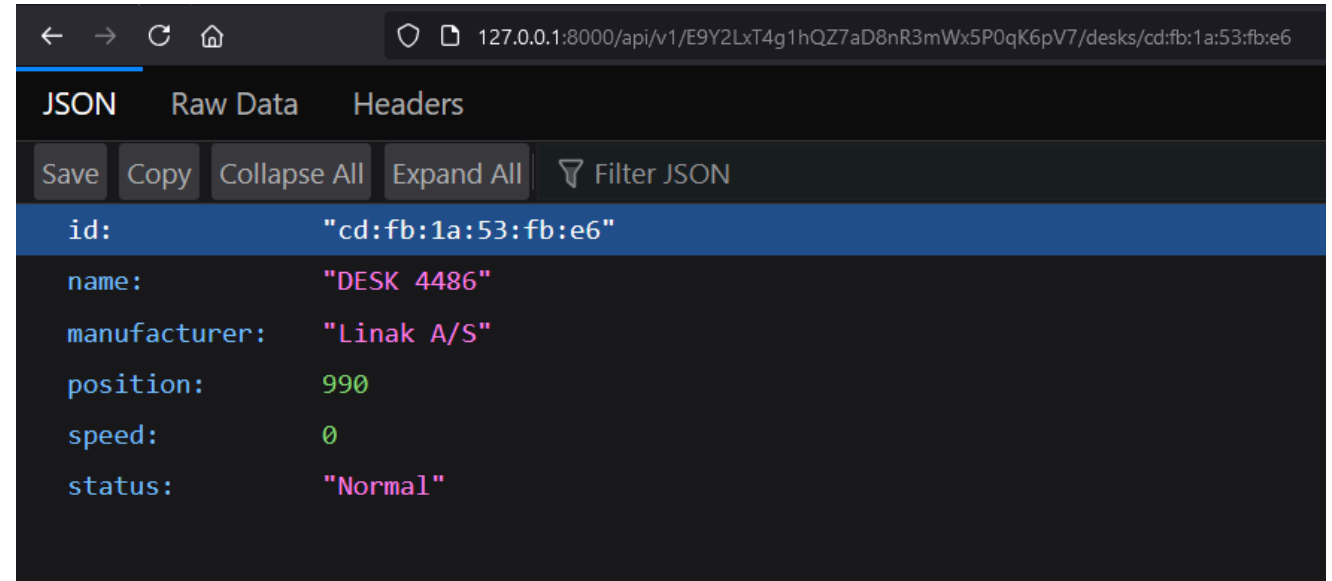 127.0.0.1:8000/api/v1/E9Y2LxT4g1hQZ7aD8nR3mWx5P0qK6pV7/desks/cd:fb:1a:53:fb:e6
JSON Raw Data Headers
Save Copy Collapse All Expand All Filter JSON
id: "cd:fb:1a:53:fb:e6"
name: "DESK 4486"
manufacturer: "Linak A/S"
position: 990
speed: 0
status: "Normal"